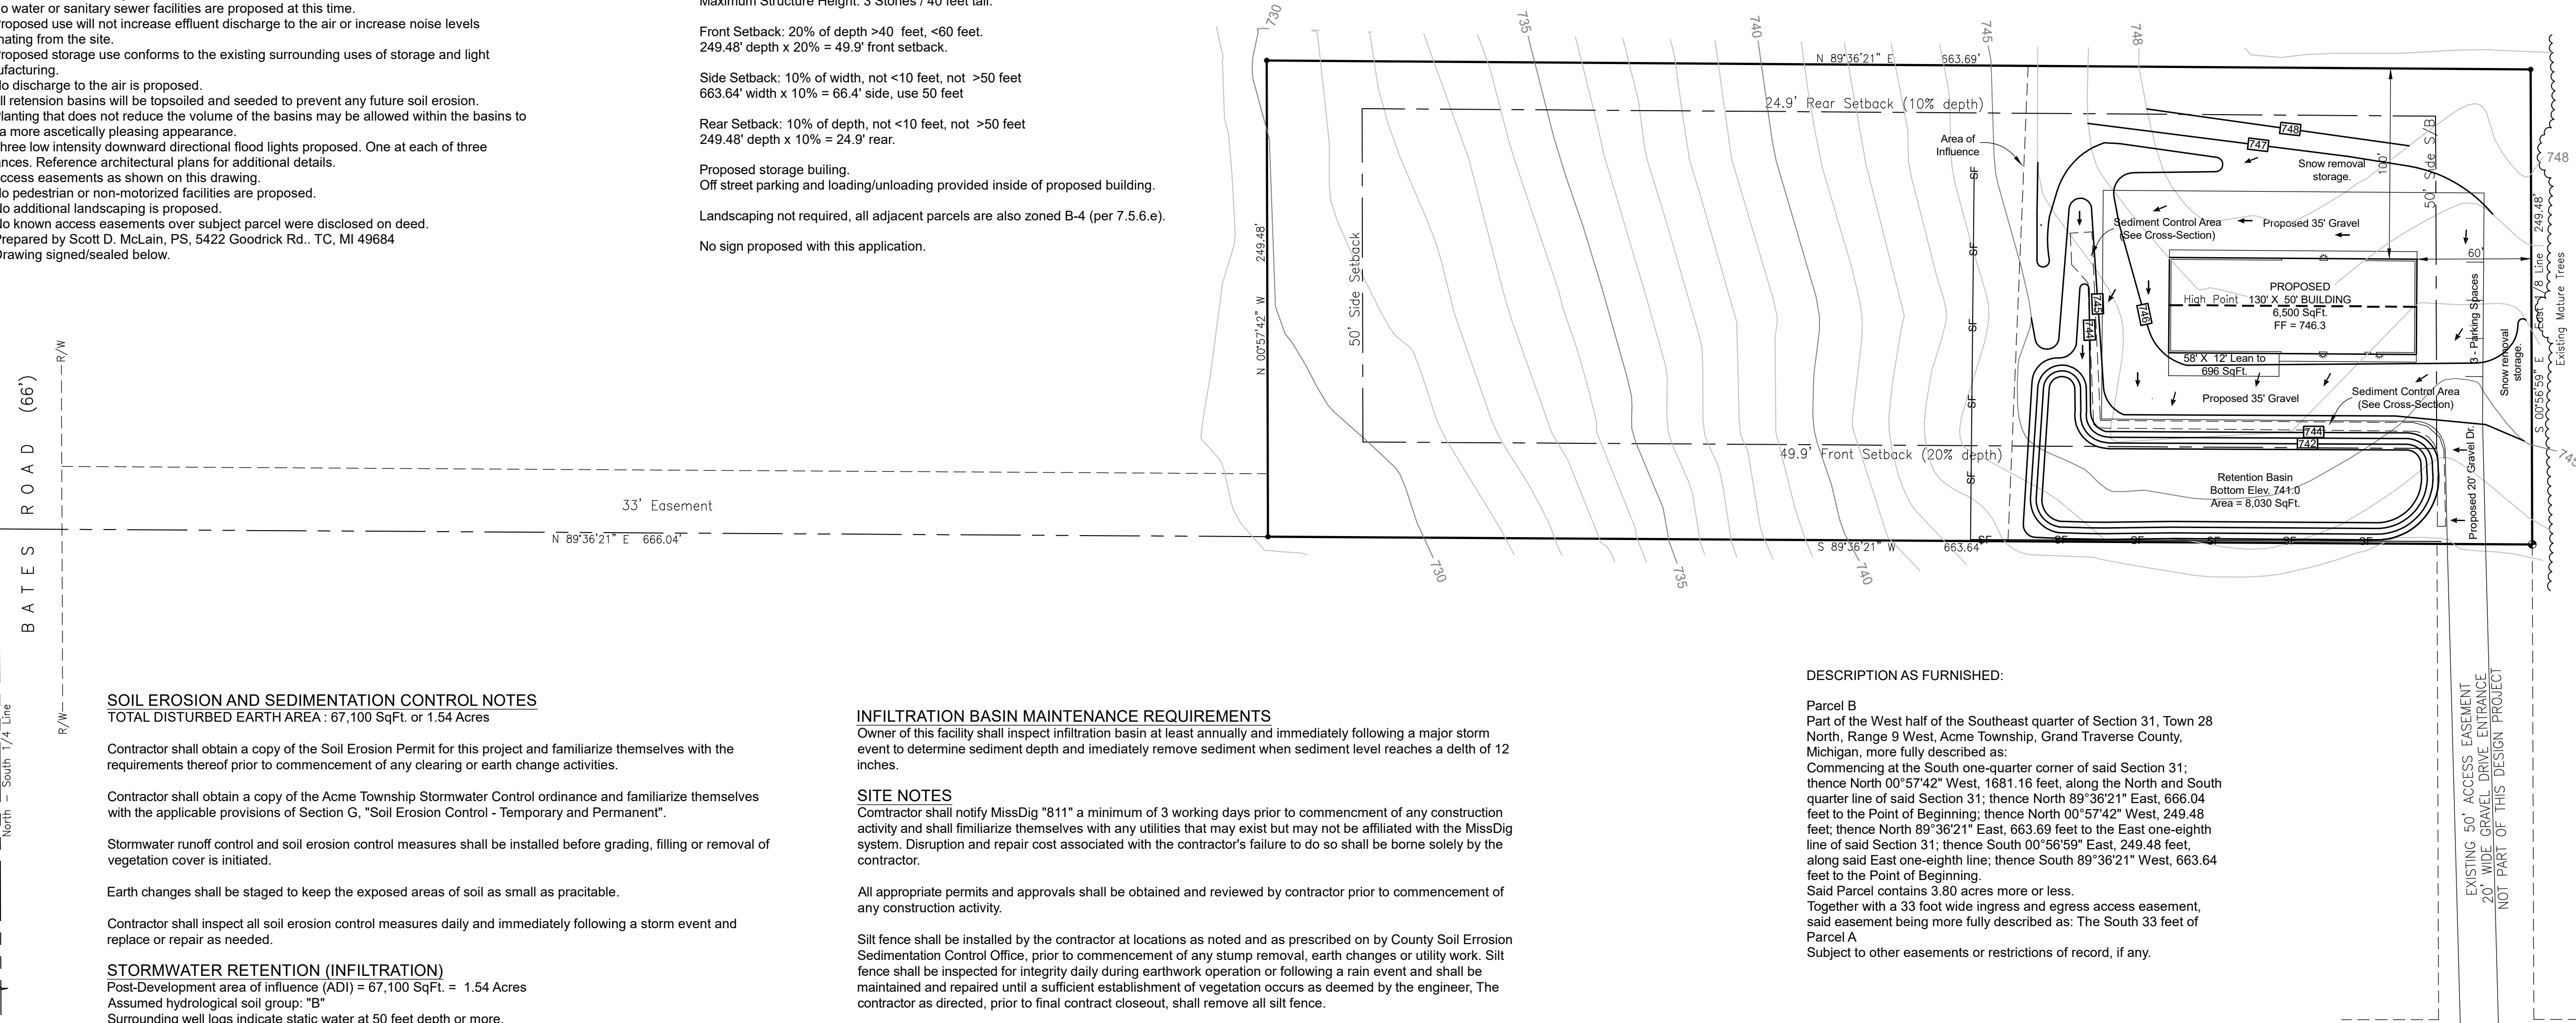 o water or sanitary sewer facilities are proposed at this time.
roposed use will not increase effluent discharge to the air or increase noise levels
nating from the site.
roposed storage use conforms to the existing surrounding uses of storage and light
ufacturing.
lo discharge to the air is proposed.
ll retension basins will be topsoiled and seeded to prevent any future soil erosion.
lanting that does not reduce the volume of the basins may be allowed within the basins to
a more ascetically pleasing appearance.
hree low intensity downward directional flood lights proposed. One at each of three
ances. Reference architectural plans for additional details.
ccess easements as shown on this drawing.
lo pedestrian or non-motorized facilities are proposed.
lo additional landscaping is proposed.
lo known access easements over subject parcel were disclosed on deed.
repared by Scott D. McLain, PS, 5422 Goodrick Rd.. TC, MI 49684
rawing signed/sealed below.
Maximum Structure Height: 3 Stories / 40 feet tall.
Front Setback: 20% of depth >40 feet, <60 feet.
249.48' depth x 20% = 49.9' front setback.
Side Setback: 10% of width, not <10 feet, not >50 feet
663.64' width x 10% = 66.4' side, use 50 feet
Rear Setback: 10% of depth, not <10 feet, not >50 feet
249.48' depth x 10% = 24.9' rear.
Proposed storage builing.
Off street parking and loading/unloading provided inside of proposed building.
Landscaping not required, all adjacent parcels are also zoned B-4 (per 7.5.6.e).
No sign proposed with this application.
730
735
740
745
748
N 89°36'21" E 663.69'
24.9' Rear Setback (10% depth)
Area of
Influence
748
747
748
Snow removal
storage.
100'
50' Side S/B
SF
Sediment Control Area
(See Cross-Section)
Proposed 35' Gravel
249.48'
N 00°57'42" W
249.48'
50' Side Setback
SF
60'
East 1/8 Line
Existing Mature Trees
PROPOSED
High Point 130' X 50' BUILDING
6,500 SqFt.
FF = 746.3
745
744
746
SF
3 - Parking Spaces
58' X 12' Lean to
696 SqFt.
Snow removal
storage.
S 00°56'59" E
Sediment Control Area
(See Cross-Section)
Proposed 35' Gravel
SF
744
742
745
49.9' Front Setback (20% depth)
SF
Retention Basin
Bottom Elev. 741.0
Area = 8,030 SqFt.
Proposed 20' Gravel Dr.
SF
SF
SF
SF
SF
SF
S 89°36'21" W 663.64'
730
735
740
R/W
BATES ROAD (66')
R/W
33' Easement
N 89°36'21" E 666.04'
North - South 1/4 Line
EXISTING 50' ACCESS EASEMENT
20' WIDE GRAVEL DRIVE ENTRANCE
NOT PART OF THIS DESIGN PROJECT
SOIL EROSION AND SEDIMENTATION CONTROL NOTES
TOTAL DISTURBED EARTH AREA : 67,100 SqFt. or 1.54 Acres
Contractor shall obtain a copy of the Soil Erosion Permit for this project and familiarize themselves with the
requirements thereof prior to commencement of any clearing or earth change activities.
Contractor shall obtain a copy of the Acme Township Stormwater Control ordinance and familiarize themselves
with the applicable provisions of Section G, "Soil Erosion Control - Temporary and Permanent".
Stormwater runoff control and soil erosion control measures shall be installed before grading, filling or removal of
vegetation cover is initiated.
Earth changes shall be staged to keep the exposed areas of soil as small as pracitable.
Contractor shall inspect all soil erosion control measures daily and immediately following a storm event and
replace or repair as needed.
STORMWATER RETENTION (INFILTRATION)
Post-Development area of influence (ADI) = 67,100 SqFt. = 1.54 Acres
Assumed hydrological soil group: "B"
Surrounding well logs indicate static water at 50 feet depth or more.
INFILTRATION BASIN MAINTENANCE REQUIREMENTS
Owner of this facility shall inspect infiltration basin at least annually and immediately following a major storm
event to determine sediment depth and imediately remove sediment when sediment level reaches a delth of 12
inches.
SITE NOTES
Comtractor shall notify MissDig "811" a minimum of 3 working days prior to commencment of any construction
activity and shall fimiliarize themselves with any utilities that may exist but may not be affiliated with the MissDig
system. Disruption and repair cost associated with the contractor's failure to do so shall be borne solely by the
contractor.
All appropriate permits and approvals shall be obtained and reviewed by contractor prior to commencement of
any construction activity.
Silt fence shall be installed by the contractor at locations as noted and as prescribed on by County Soil Errosion
Sedimentation Control Office, prior to commencement of any stump removal, earth changes or utility work. Silt
fence shall be inspected for integrity daily during earthwork operation or following a rain event and shall be
maintained and repaired until a sufficient establishment of vegetation occurs as deemed by the engineer, The
contractor as directed, prior to final contract closeout, shall remove all silt fence.
DESCRIPTION AS FURNISHED:
Parcel B
Part of the West half of the Southeast quarter of Section 31, Town 28
North, Range 9 West, Acme Township, Grand Traverse County,
Michigan, more fully described as:
Commencing at the South one-quarter corner of said Section 31;
thence North 00°57'42" West, 1681.16 feet, along the North and South
quarter line of said Section 31; thence North 89°36'21" East, 666.04
feet to the Point of Beginning; thence North 00°57'42" West, 249.48
feet; thence North 89°36'21" East, 663.69 feet to the East one-eighth
line of said Section 31; thence South 00°56'59" East, 249.48 feet,
along said East one-eighth line; thence South 89°36'21" West, 663.64
feet to the Point of Beginning.
Said Parcel contains 3.80 acres more or less.
Together with a 33 foot wide ingress and egress access easement,
said easement being more fully described as: The South 33 feet of
Parcel A
Subject to other easements or restrictions of record, if any.